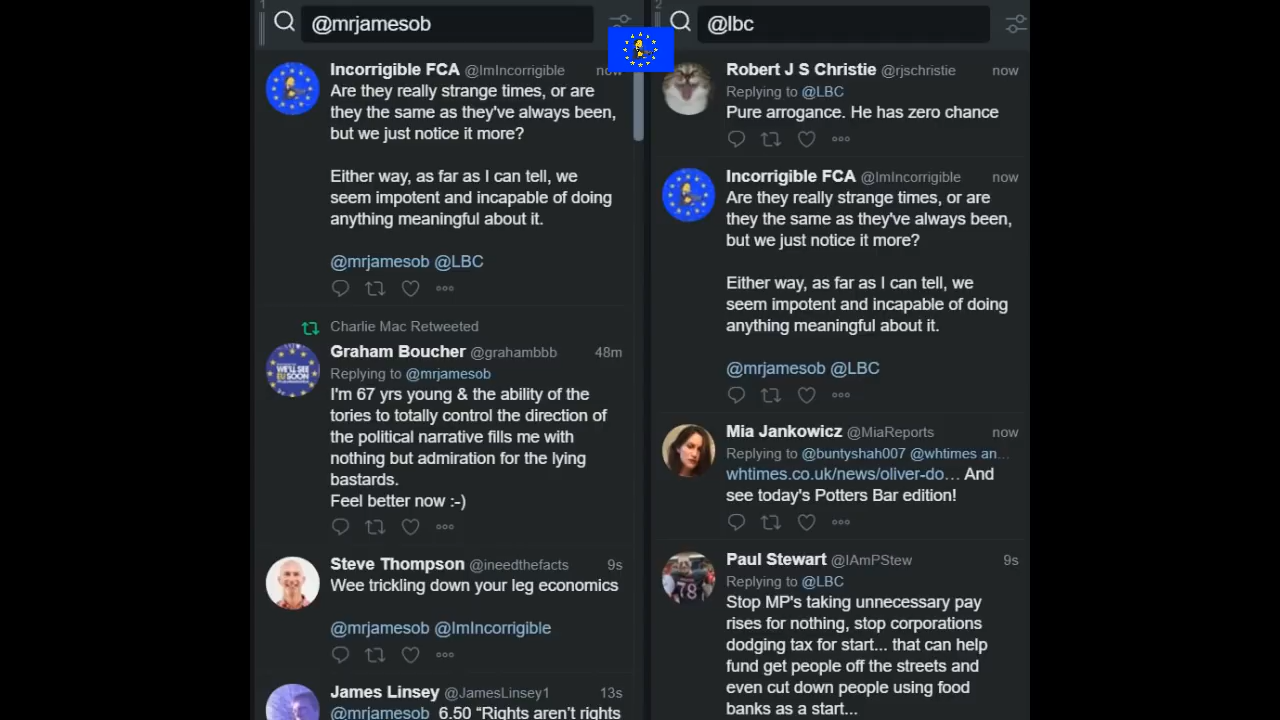 1
@mrjamesob
Incorrigible FCA @ImIncorrigible now
Are they really strange times, or are
they the same as they've always been,
but we just notice it more?
Either way, as far as I can tell, we
seem impotent and incapable of doing
anything meaningful about it.
@mrjamesob @LBC
Charlie Mac Retweeted
Graham Boucher @grahambbb 48m
Replying to @mrjamesob
I'm 67 yrs young & the ability of the
tories to totally control the direction of
the political narrative fills me with
nothing but admiration for the lying
bastards.
Feel better now :-)
Steve Thompson @ineedthefacts 9s
Wee trickling down your leg economics
@mrjamesob @ImIncorrigible
James Linsey @JamesLinsey1 13s
@mrjamesob 6.50 “Rights aren’t rights
2
@lbc
Robert J S Christie @rjschristie now
Replying to @LBC
Pure arrogance. He has zero chance
Incorrigible FCA @ImIncorrigible now
Are they really strange times, or are
they the same as they've always been,
but we just notice it more?
Either way, as far as I can tell, we
seem impotent and incapable of doing
anything meaningful about it.
@mrjamesob @LBC
Mia Jankowicz @MiaReports now
Replying to @buntyshah007 @whtimes an...
whtimes.co.uk/news/oliver-do… And
see today's Potters Bar edition!
Paul Stewart @IAmPStew 9s
Replying to @LBC
Stop MP's taking unnecessary pay
rises for nothing, stop corporations
dodging tax for start... that can help
fund get people off the streets and
even cut down people using food
banks as a start...
78
WE'LL SEE
EU SOON